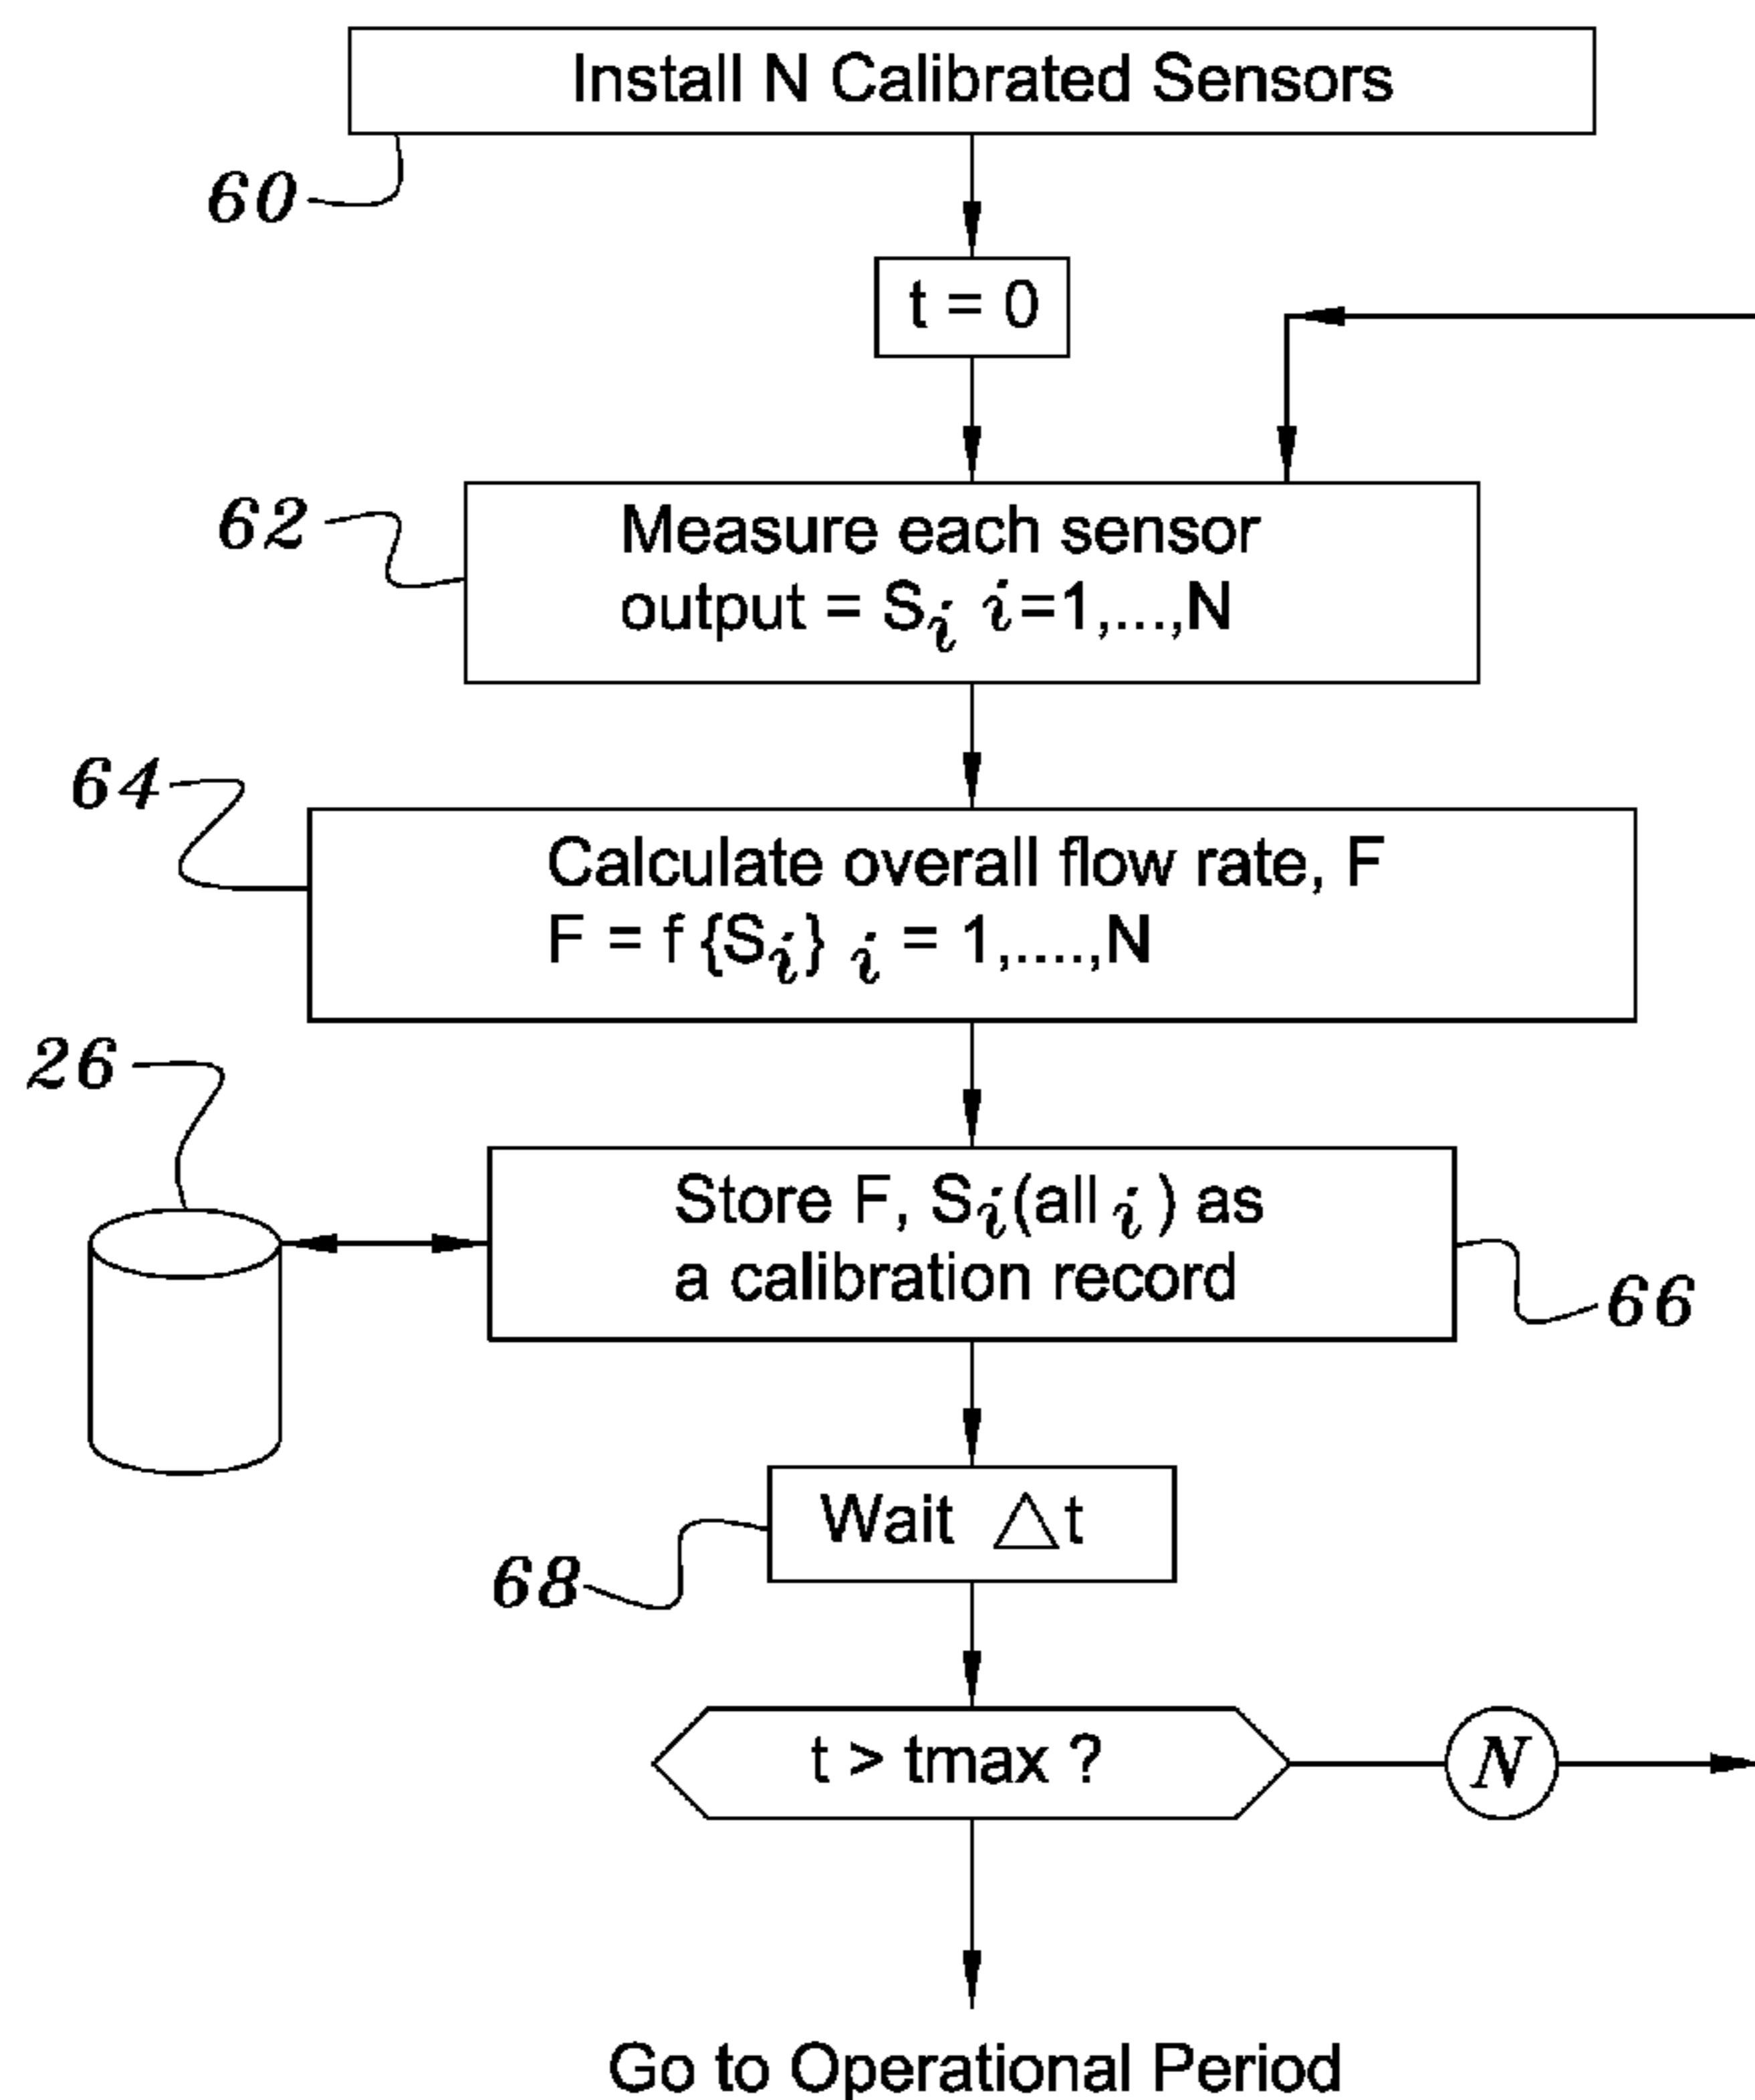 Install N Calibrated Sensors
60
t = 0
62
Measure each sensor
output = Si i=1,...,N
64
Calculate overall flow rate, F
F = f {Si} i = 1,....,N
26
Store F, Si(all i) as
a calibration record
66
Wait △t
68
t > tmax ?
N
Go to Operational Period